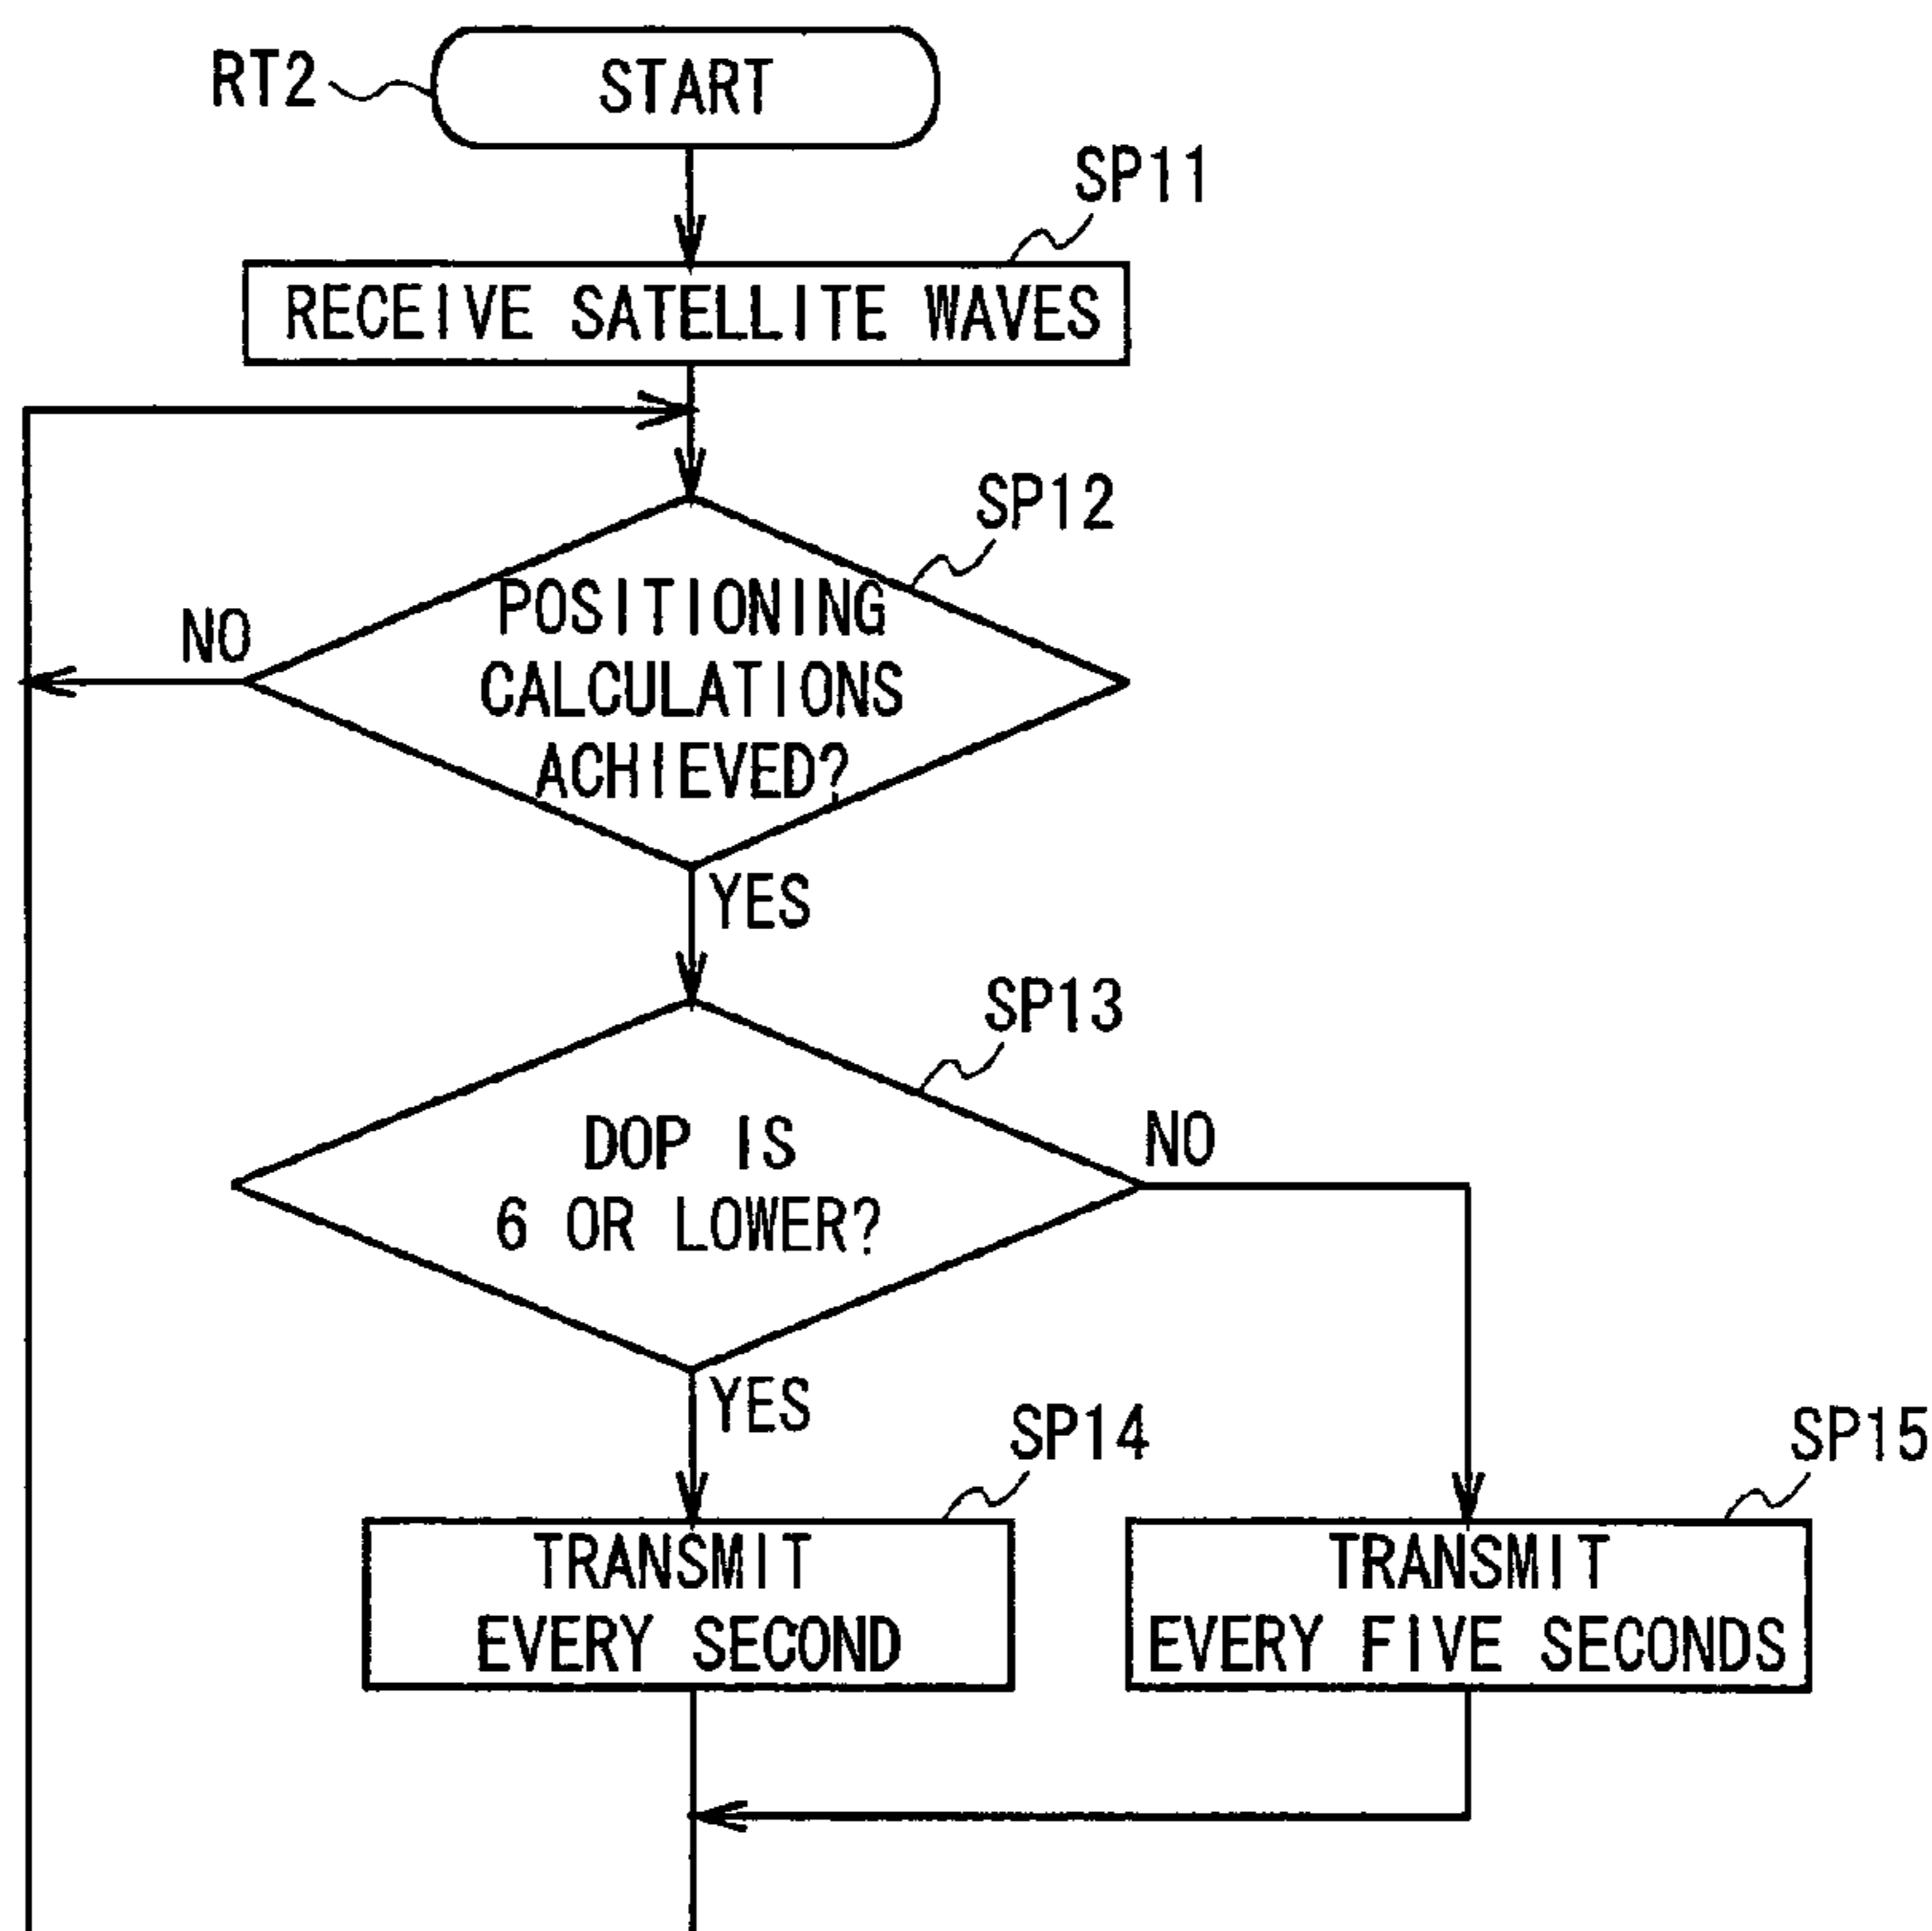 RT2
START
SP11
RECEIVE SATELLITE WAVES
SP12
NO
POSITIONING
CALCULATIONS
ACHIEVED?
YES
SP13
DOP IS
6 OR LOWER?
NO
YES
SP14
SP15
TRANSMIT
EVERY SECOND
TRANSMIT
EVERY FIVE SECONDS